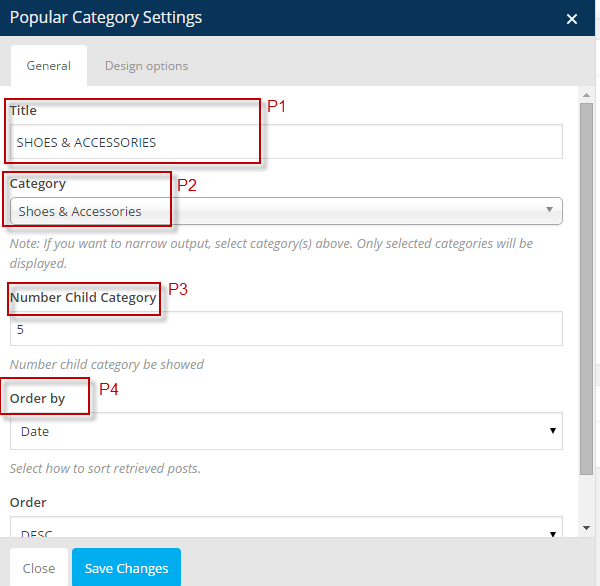 Popular Category Settings ×
General Design options
Title P1
SHOES & ACCESSORIES
Category P2
Shoes & Accessories
Note: If you want to narrow output, select category(s) above. Only selected categories will be
displayed.
Number Child Category P3
5
Number child category be showed
Order by P4
Date
Select how to sort retrieved posts.
Order
DESC
Close Save Changes